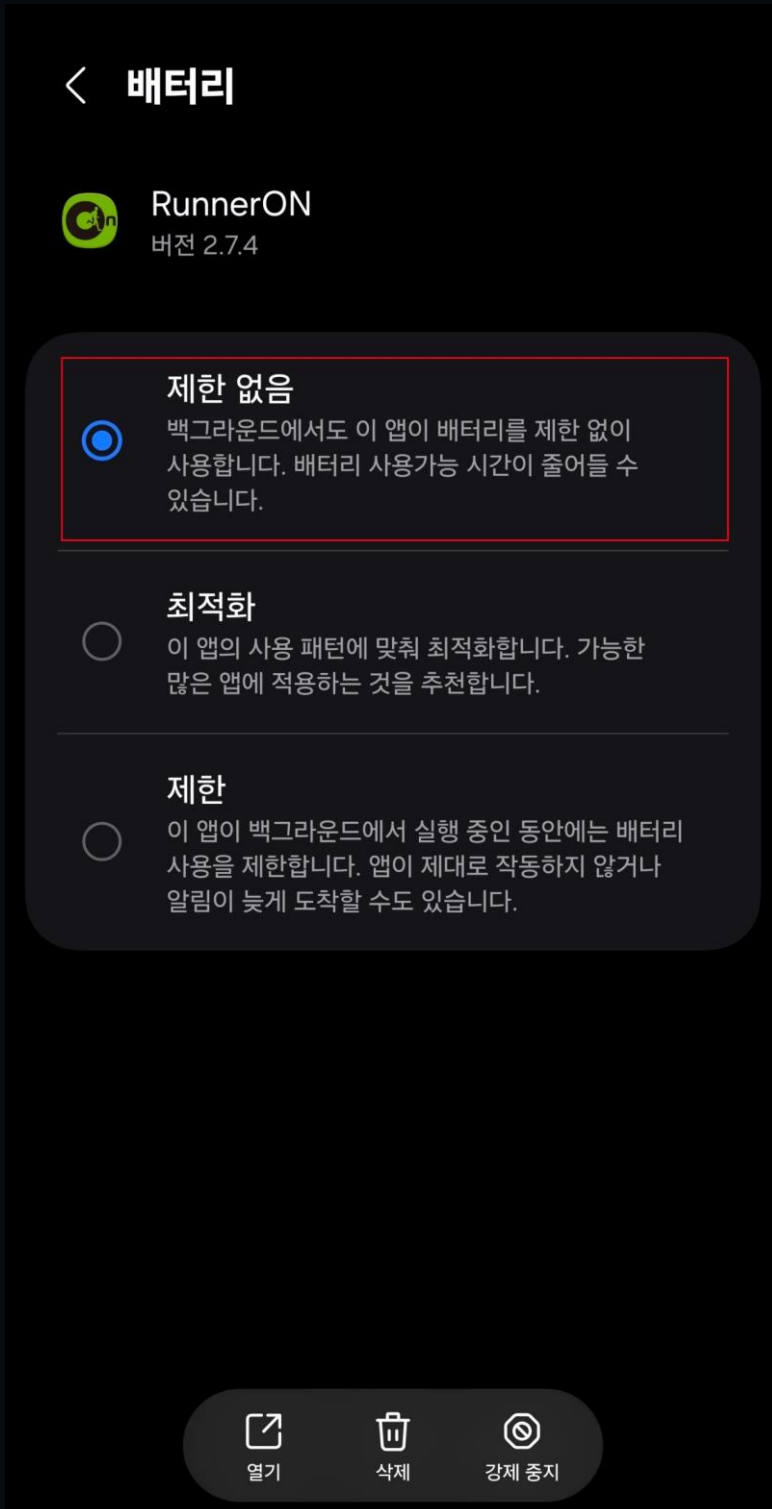 배터리
RunnerON
버전 2.7.4
제한 없음
백그라운드에서도 이 앱이 배터리를 제한 없이
사용합니다. 배터리 사용가능 시간이 줄어들 수
있습니다.
최적화
이 앱의 사용 패턴에 맞춰 최적화합니다. 가능한
많은 앱에 적용하는 것을 추천합니다.
제한
이 앱이 백그라운드에서 실행 중인 동안에는 배터리
사용을 제한합니다. 앱이 제대로 작동하지 않거나
알림이 늦게 도착할 수도 있습니다.
열기 삭제 강제 중지